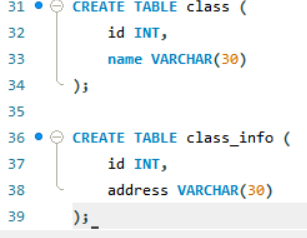 31 CREATE TABLE class (
32 id INT,
33 name VARCHAR(30)
34 );
35
36 CREATE TABLE class_info (
37 id INT,
38 address VARCHAR(30)
39 );